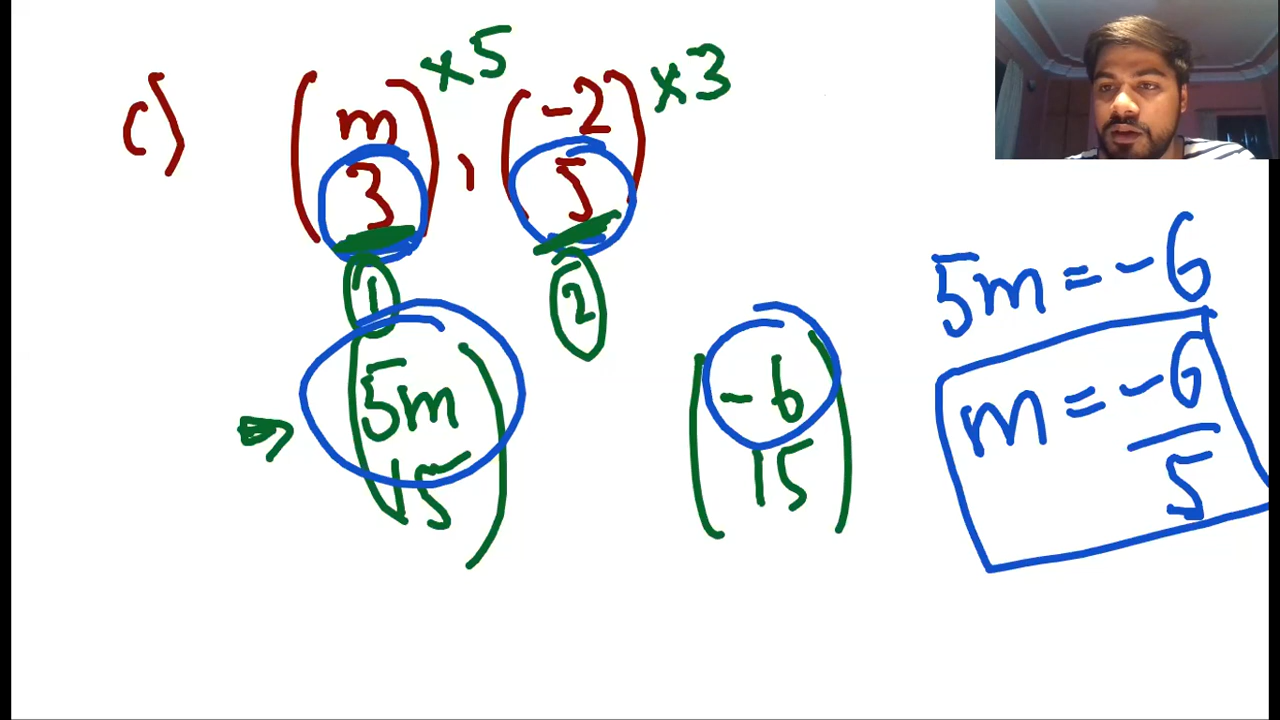 c) (m 3) ×5 , (-2 5) ×3
1 2
(5m 15) (-6 15)
5m = -6
m = -6/5